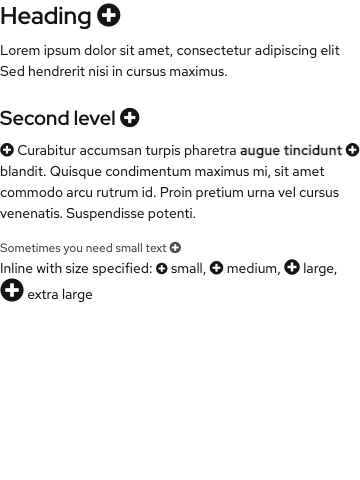 Heading
Lorem ipsum dolor sit amet, consectetur adipiscing elit
Sed hendrerit nisi in cursus maximus.
Second level
Curabitur accumsan turpis pharetra augue tincidunt
blandit. Quisque condimentum maximus mi, sit amet
commodo arcu rutrum id. Proin pretium urna vel cursus
venenatis. Suspendisse potenti.
Sometimes you need small text
Inline with size specified: small, medium, large,
extra large